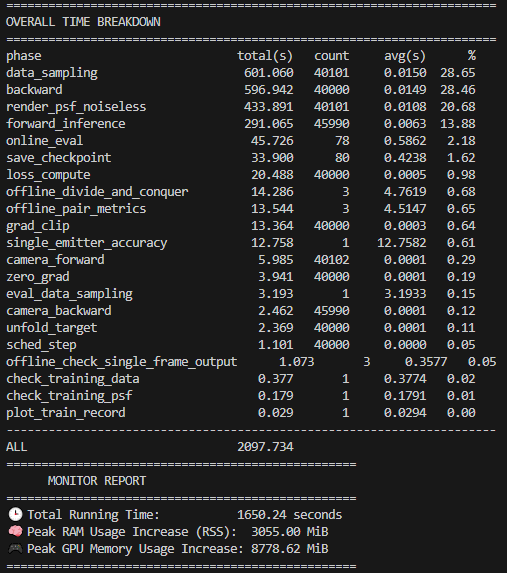 ======================================================================
OVERALL TIME BREAKDOWN
======================================================================
phase                            total(s)   count     avg(s)      %
data_sampling                     601.060   40101     0.0150  28.65
backward                          596.942   40000     0.0149  28.46
render_psf_noiseless              433.891   40101     0.0108  20.68
forward_inference                 291.065   45990     0.0063  13.88
online_eval                        45.726      78     0.5862   2.18
save_checkpoint                    33.900      80     0.4238   1.62
loss_compute                       20.488   40000     0.0005   0.98
offline_divide_and_conquer         14.286       3     4.7619   0.68
offline_pair_metrics               13.544       3     4.5147   0.65
grad_clip                          13.364   40000     0.0003   0.64
single_emitter_accuracy            12.758       1    12.7582   0.61
camera_forward                      5.985   40102     0.0001   0.29
zero_grad                           3.941   40000     0.0001   0.19
eval_data_sampling                  3.193       1     3.1933   0.15
camera_backward                     2.462   45990     0.0001   0.12
unfold_target                       2.369   40000     0.0001   0.11
sched_step                          1.101   40000     0.0000   0.05
offline_check_single_frame_output      1.073       3     0.3577   0.05
check_training_data                 0.377       1     0.3774   0.02
check_training_psf                  0.179       1     0.1791   0.01
plot_train_record                   0.029       1     0.0294   0.00
----------------------------------------------------------------------
ALL                              2097.734
==================================================
      MONITOR REPORT
==================================================
🕒 Total Running Time:           1650.24 seconds
🧠 Peak RAM Usage Increase (RSS):  3055.00 MiB
🎮 Peak GPU Memory Usage Increase: 8778.62 MiB
==================================================